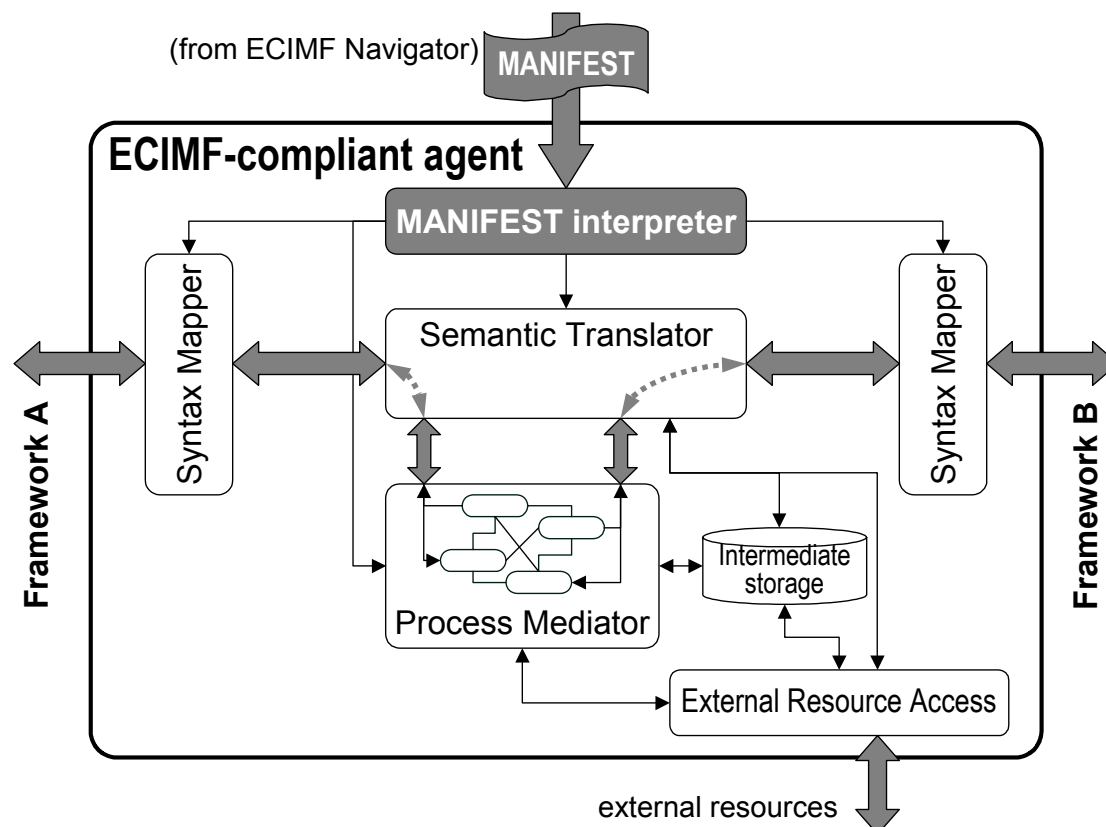 (from ECIMF Navigator)
MANIFEST
ECIMF-compliant agent
MANIFEST interpreter
Syntax Mapper
Semantic Translator
Syntax Mapper
Framework A
Framework B
Intermediate
storage
Process Mediator
External Resource Access
external resources